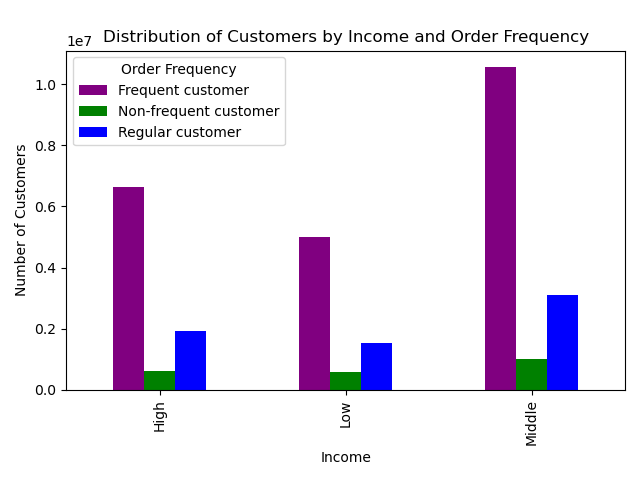 Distribution of Customers by Income and Order Frequency
1e7
Order Frequency
Frequent customer
Non-frequent customer
Regular customer
1.0
0.8
0.6
0.4
0.2
0.0
Number of Customers
High
Low
Middle
Income